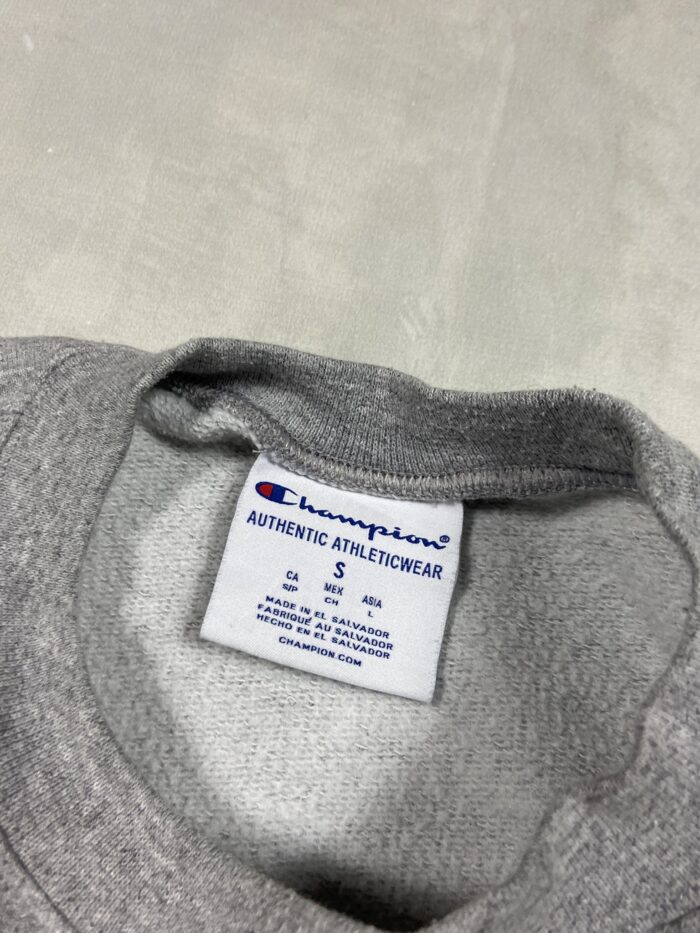 Champion®
AUTHENTIC ATHLETICWEAR
S
CA MEX ASIA
S/P CH L
MADE IN EL SALVADOR
FABRIQUÉ AU SALVADOR
HECHO EN EL SALVADOR
CHAMPION.COM